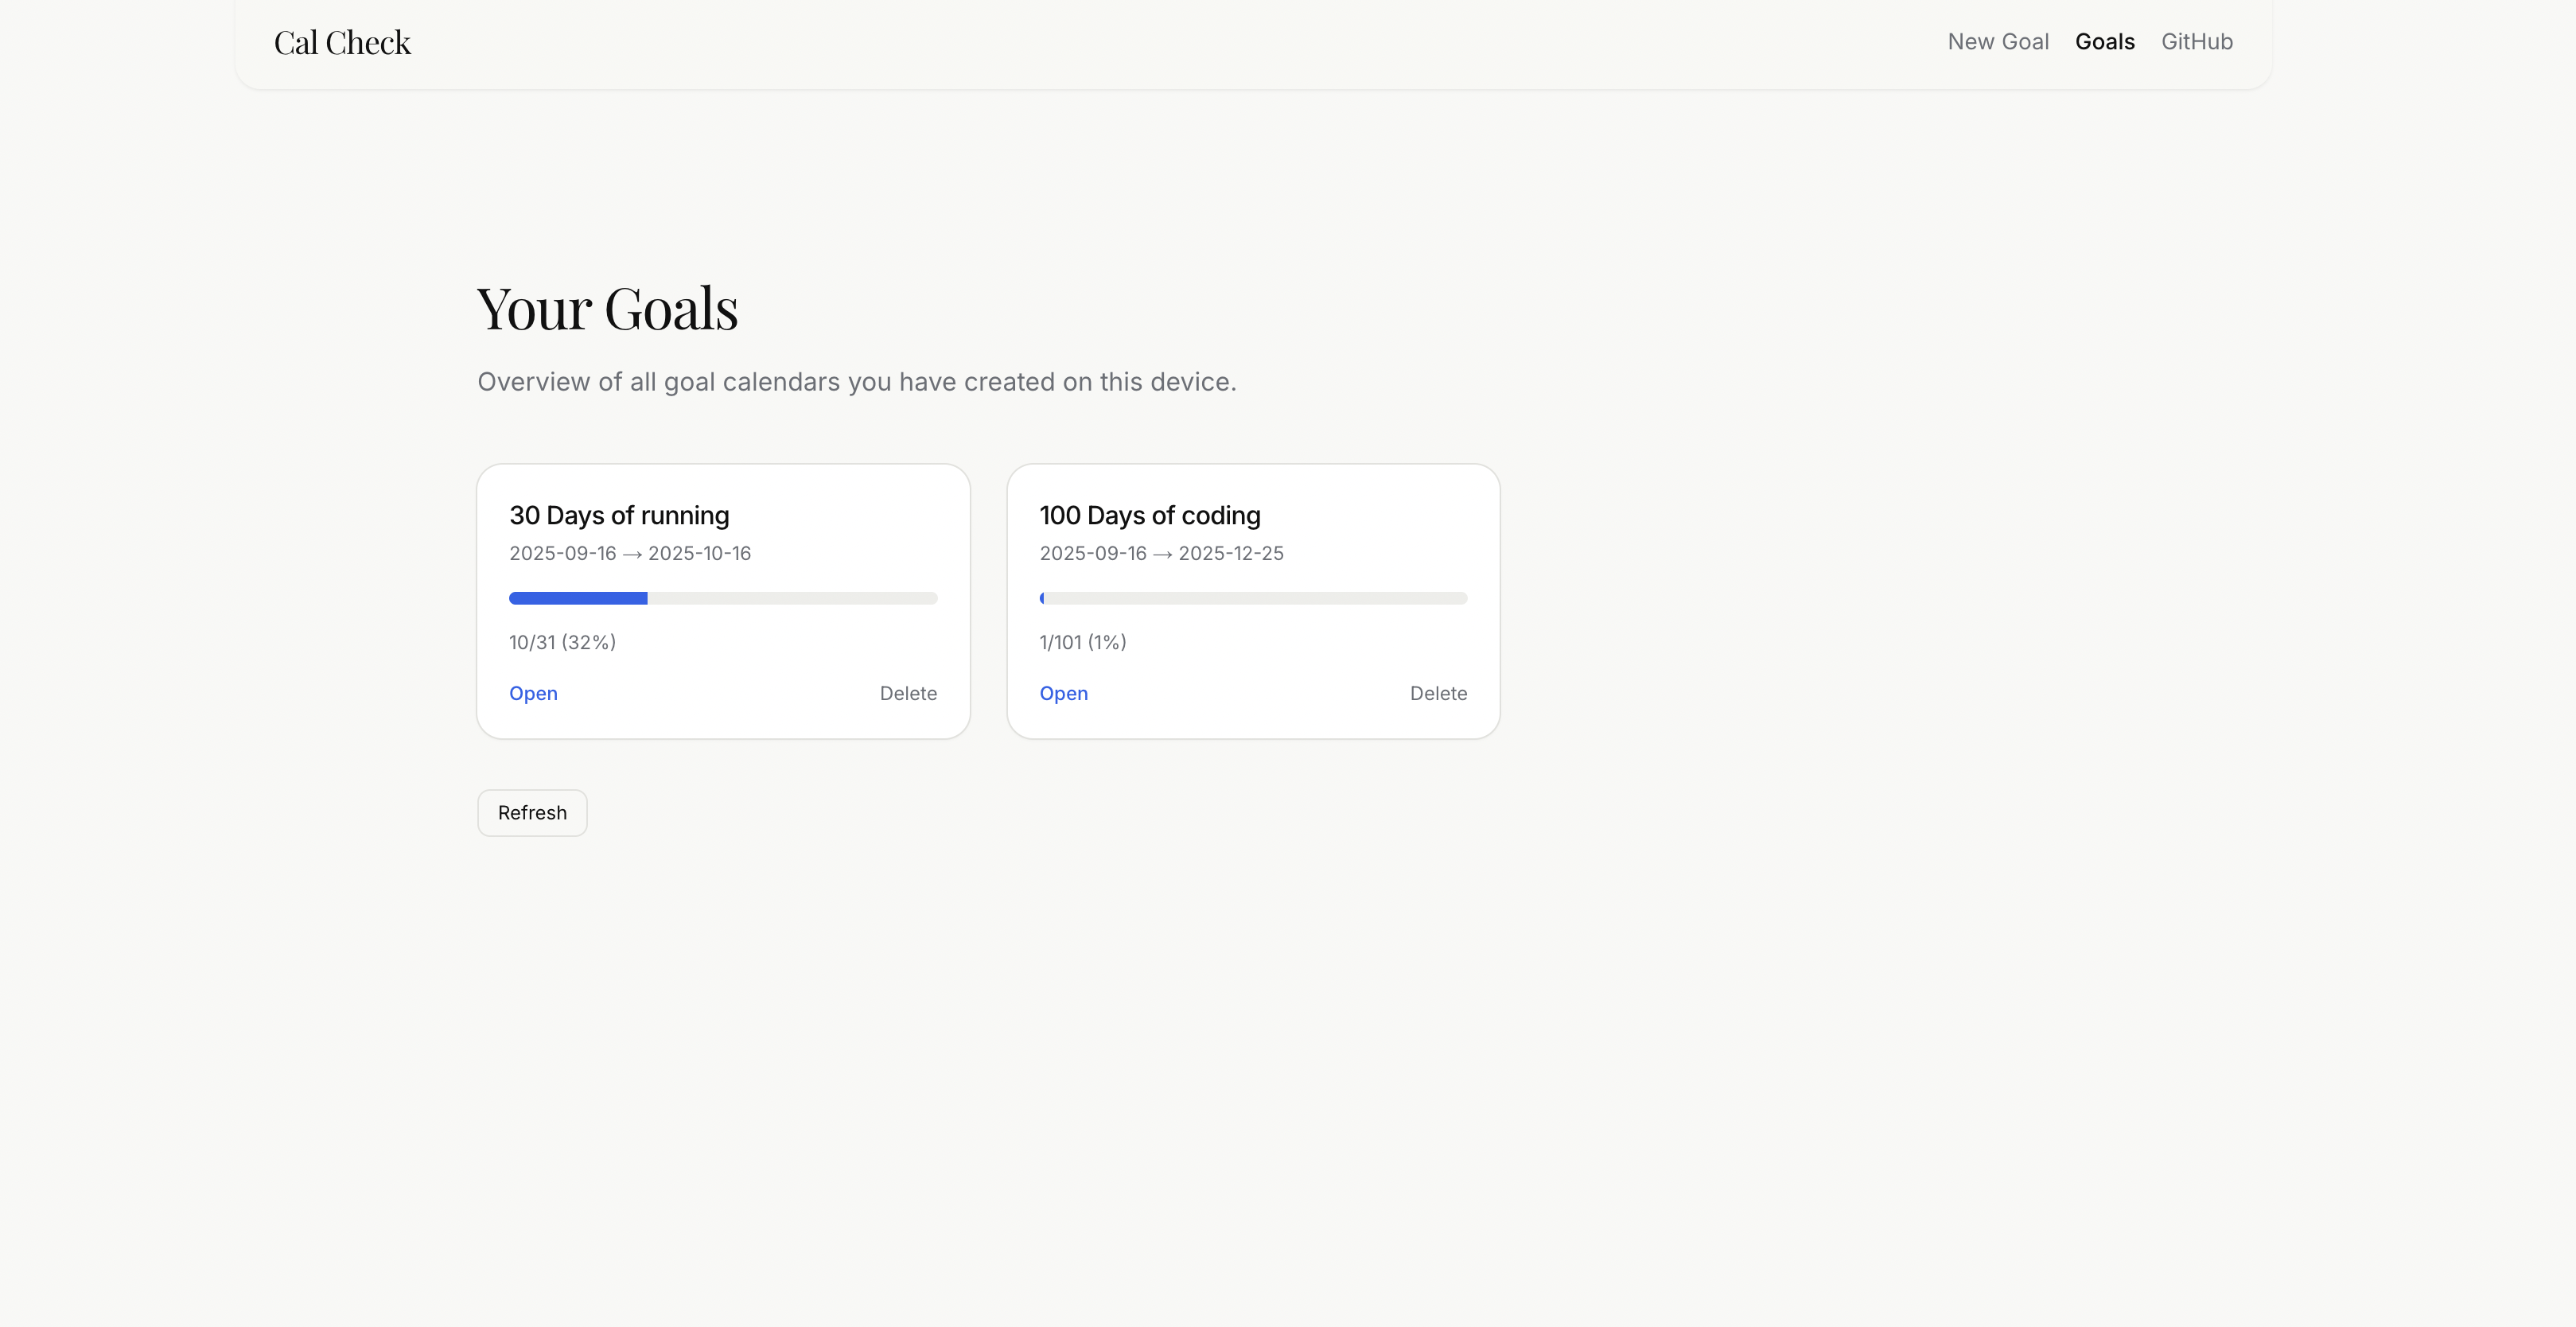 Cal Check
New Goal Goals GitHub
Your Goals
Overview of all goal calendars you have created on this device.
30 Days of running
2025-09-16 → 2025-10-16
10/31 (32%)
Open Delete
100 Days of coding
2025-09-16 → 2025-12-25
1/101 (1%)
Open Delete
Refresh